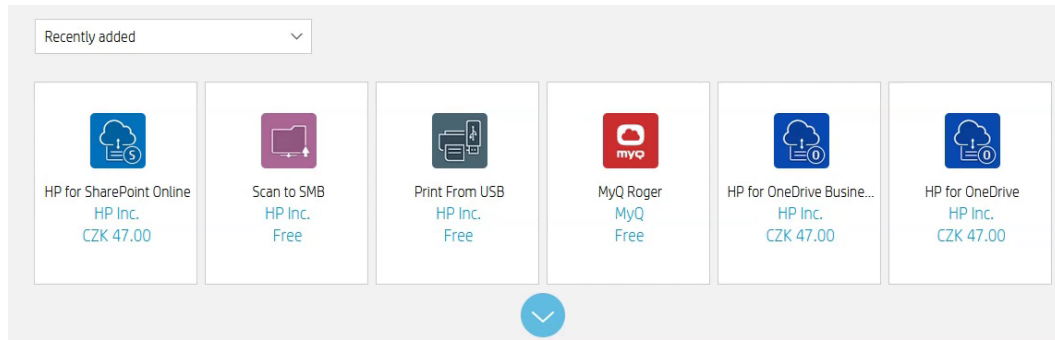 Recently added
HP for SharePoint Online
HP Inc.
CZK 47.00
Scan to SMB
HP Inc.
Free
Print From USB
HP Inc.
Free
myQ
MyQ Roger
MyQ
Free
HP for OneDrive Busine...
HP Inc.
CZK 47.00
HP for OneDrive
HP Inc.
CZK 47.00